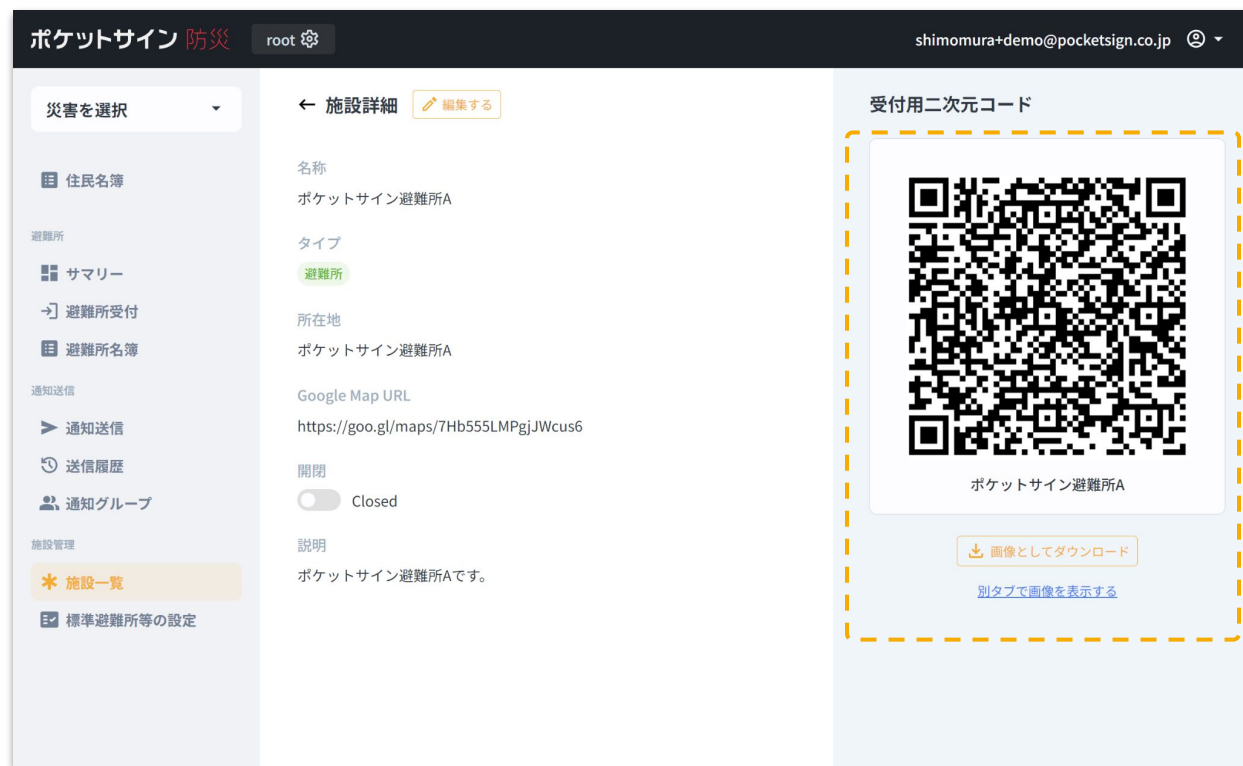 ポケットサイン 防災
root
shimomura+demo@pocketsign.co.jp
災害を選択
住民名簿
避難所
サマリー
避難所受付
避難所名簿
通知送信
通知送信
送信履歴
通知グループ
施設管理
施設一覧
標準避難所等の設定
← 施設詳細
編集する
名称
ポケットサイン避難所A
タイプ
避難所
所在地
ポケットサイン避難所A
Google Map URL
https://goo.gl/maps/7Hb555LMPgjJWcus6
開閉
Closed
説明
ポケットサイン避難所Aです。
受付用二次元コード
ポケットサイン避難所A
画像としてダウンロード
別タブで画像を表示する